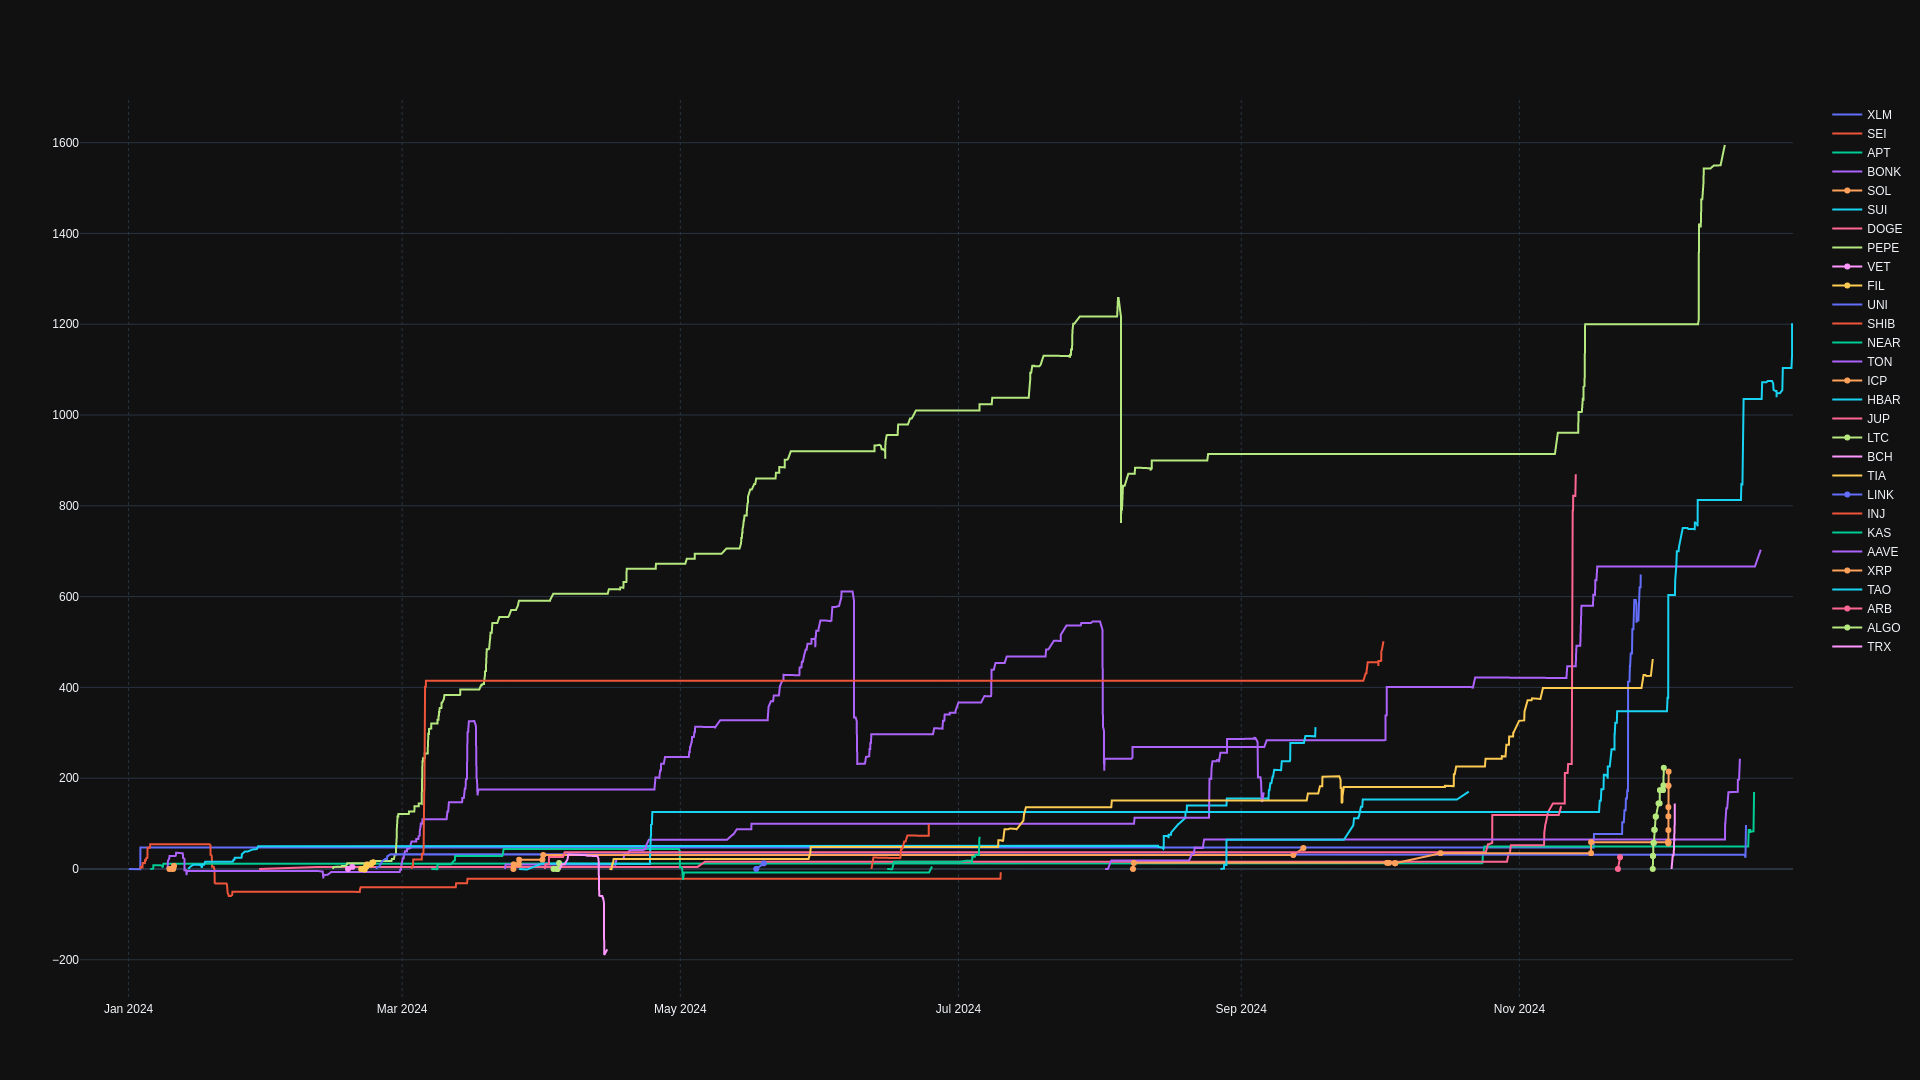 1600
1400
1200
1000
800
600
400
200
0
−200
Jan 2024
Mar 2024
May 2024
Jul 2024
Sep 2024
Nov 2024
XLM
SEI
APT
BONK
SOL
SUI
DOGE
PEPE
VET
FIL
UNI
SHIB
NEAR
TON
ICP
HBAR
JUP
LTC
BCH
TIA
LINK
INJ
KAS
AAVE
XRP
TAO
ARB
ALGO
TRX